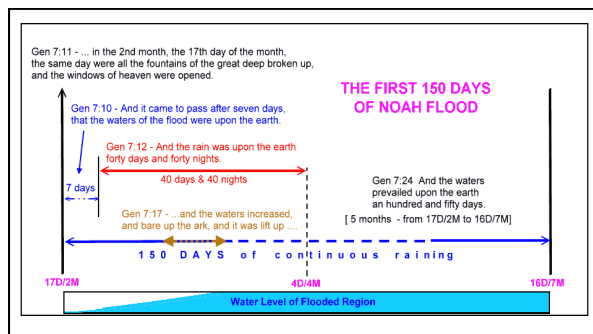 Gen 7:11 - ... in the 2nd month, the 17th day of the month,
the same day were all the fountains of the great deep broken up,
and the windows of heaven were opened.
THE FIRST 150 DAYS
OF NOAH FLOOD
Gen 7:10 - And it came to pass after seven days,
that the waters of the flood were upon the earth.
Gen 7:12 - And the rain was upon the earth
forty days and forty nights.
40 days & 40 nights
7 days
Gen 7:24 And the waters
prevailed upon the earth
an hundred and fifty days.
[ 5 months - from 17D/2M to 16D/7M]
Gen 7:17 - ...and the waters increased,
and bare up the ark, and it was lift up ....
150 DAYS of continuous raining
17D/2M
4D/4M
16D/7M
Water Level of Flooded Region